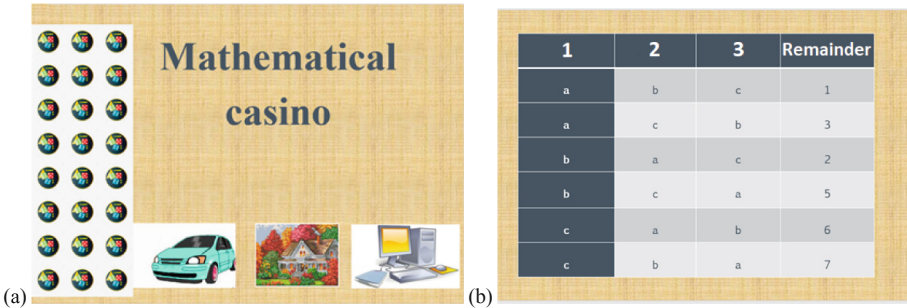 Mathematical
casino
(a)
1 2 3 Remainder
a b c 1
a c b 3
b a c 2
b c a 5
c a b 6
c b a 7
(b)